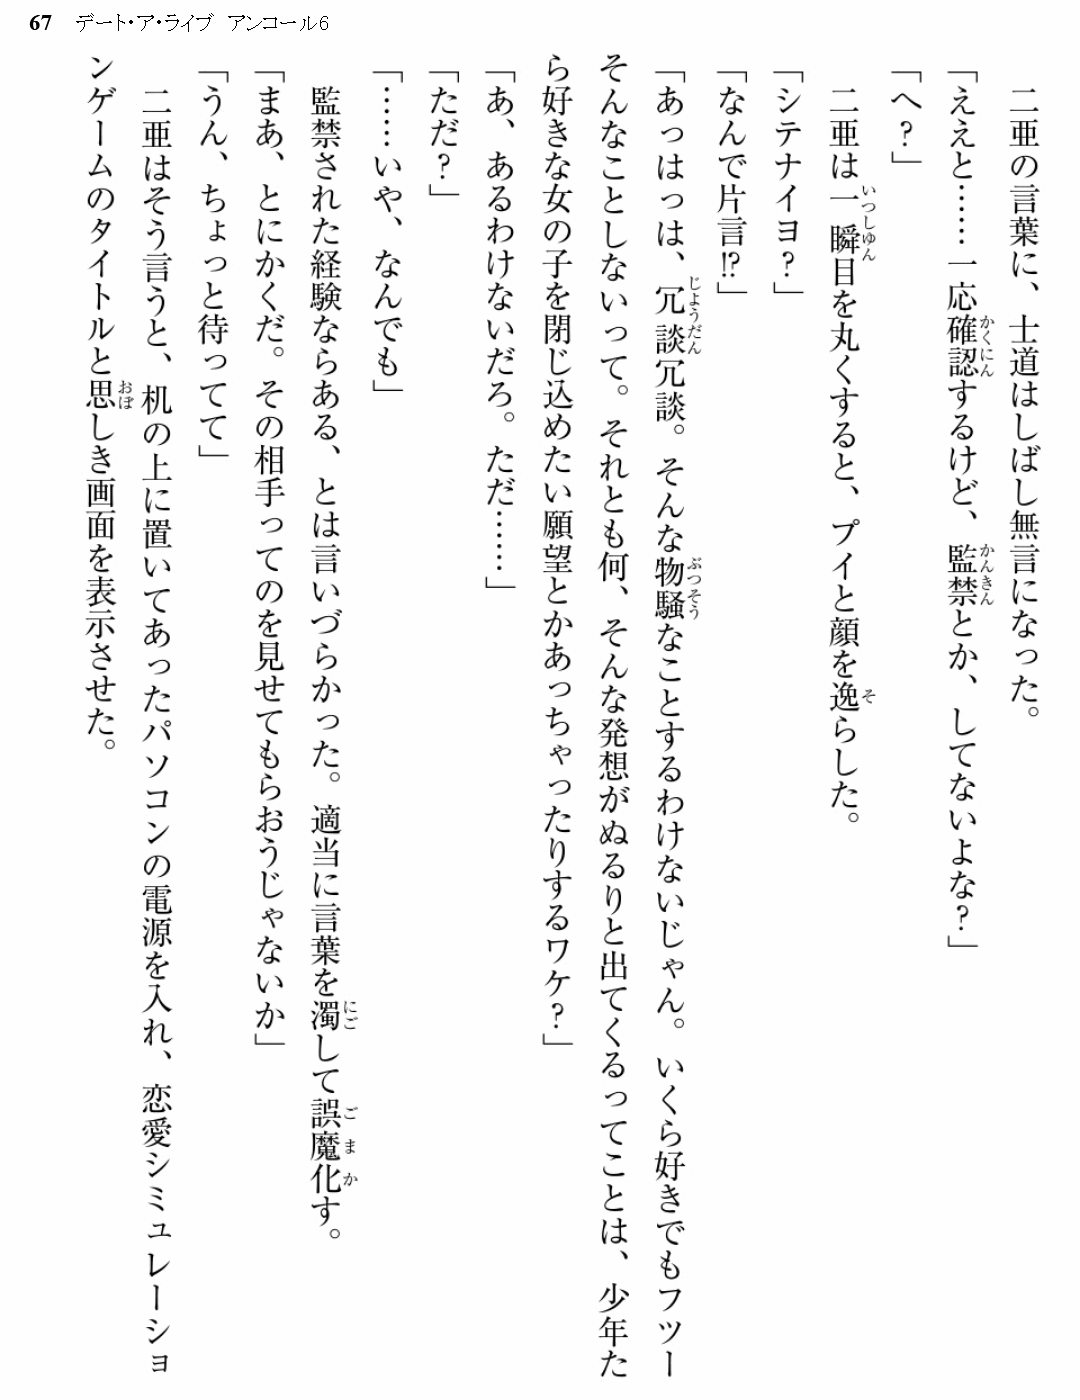 67 デート・ア・ライブ アンコール6
二亜の言葉に、士道はしばし無言になった。
「ええと……一応確認するけど、監禁とか、してないよな？」
「へ？」
二亜は一瞬目を丸くすると、プイと顔を逸らした。
「シテナイヨ？」
「なんで片言!?」
「あっはっは、冗談冗談。そんな物騒なことするわけないじゃん。いくら好きでもフツー
そんなことしないって。それとも何、そんな発想がぬるりと出てくるってことは、少年た
ら好きな女の子を閉じ込めたい願望とかあっちゃったりするワケ？」
「あ、あるわけないだろ。ただ……」
「ただ？」
「……いや、なんでも」
監禁された経験ならある、とは言いづらかった。適当に言葉を濁して誤魔化す。
「まあ、とにかくだ。その相手ってのを見せてもらおうじゃないか」
「うん、ちょっと待ってて」
二亜はそう言うと、机の上に置いてあったパソコンの電源を入れ、恋愛シミュレーショ
ンゲームのタイトルと思しき画面を表示させた。